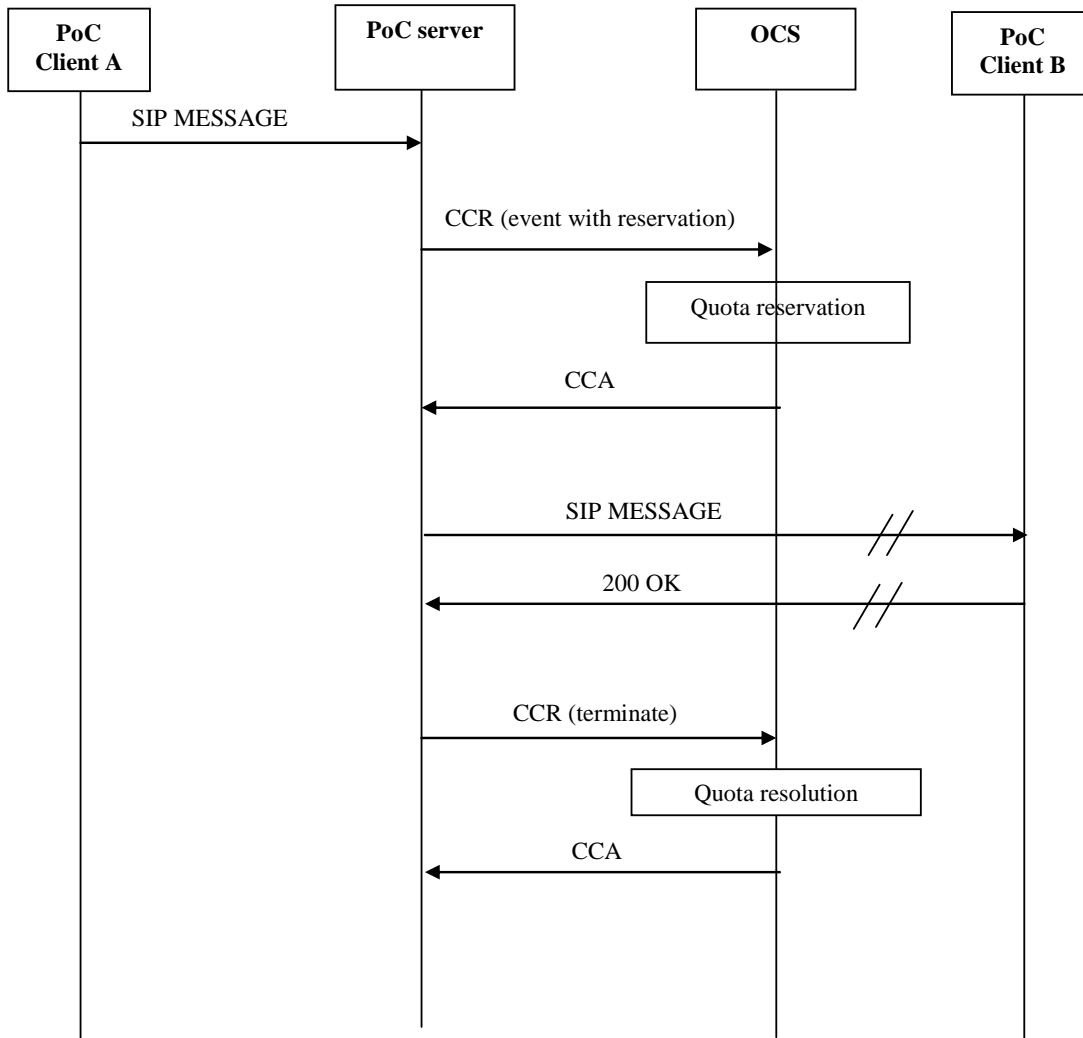 PoC
Client A
PoC server
OCS
PoC
Client B
SIP MESSAGE
CCR (event with reservation)
Quota reservation
CCA
SIP MESSAGE
200 OK
CCR (terminate)
Quota resolution
CCA